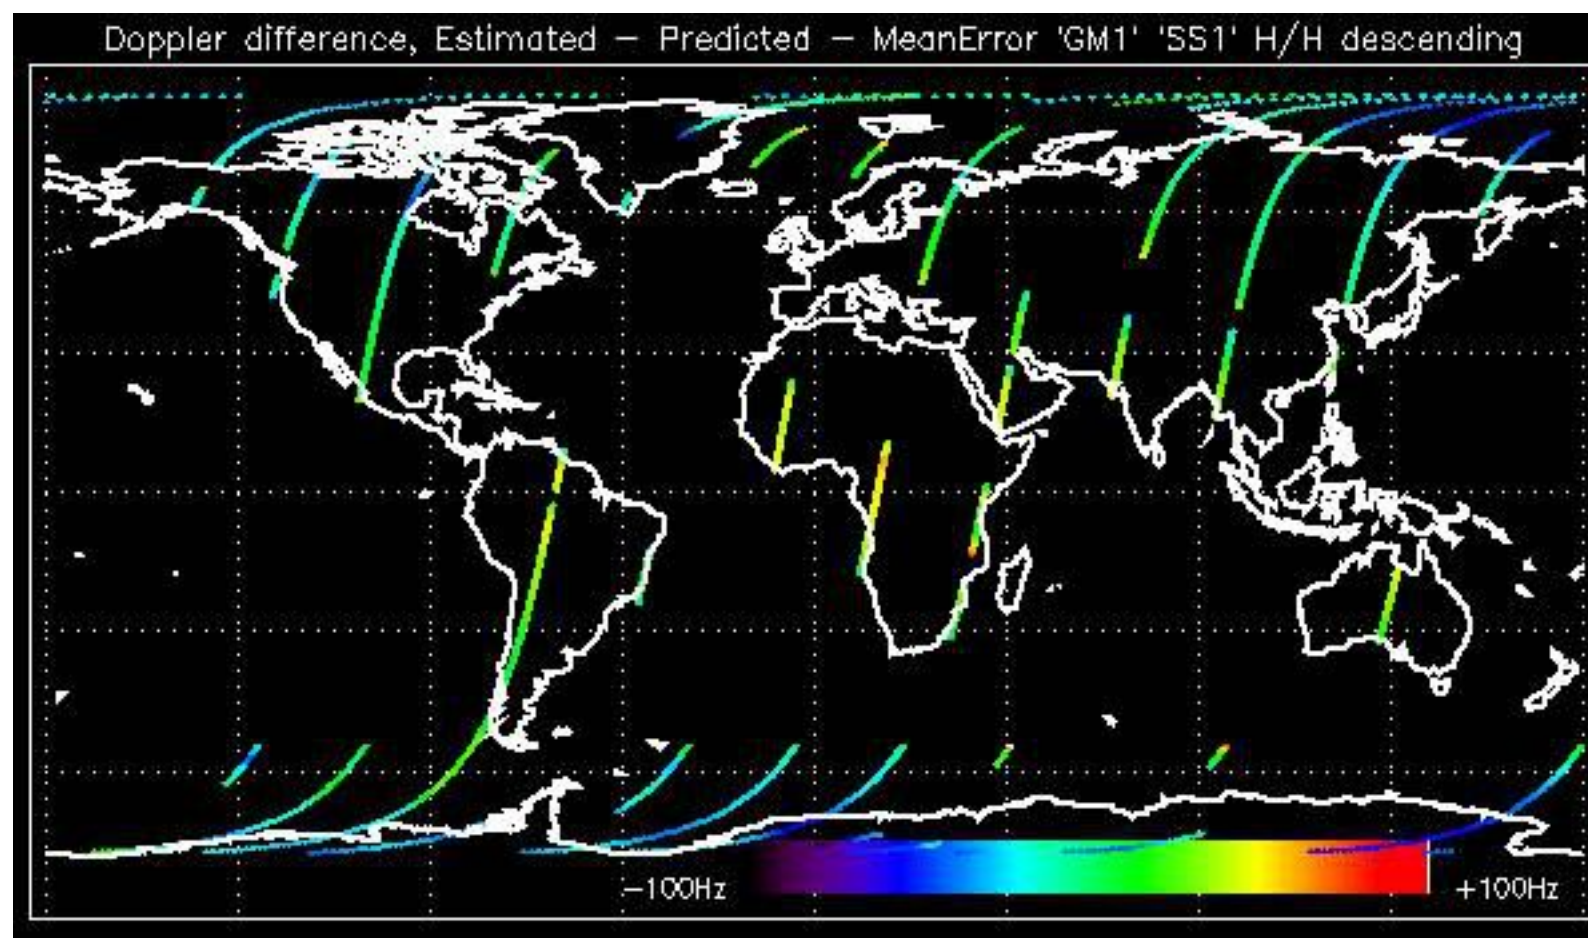 Doppler difference, Estimated − Predicted − MeanError 'GM1' 'SS1' H/H descending
−100Hz +100Hz